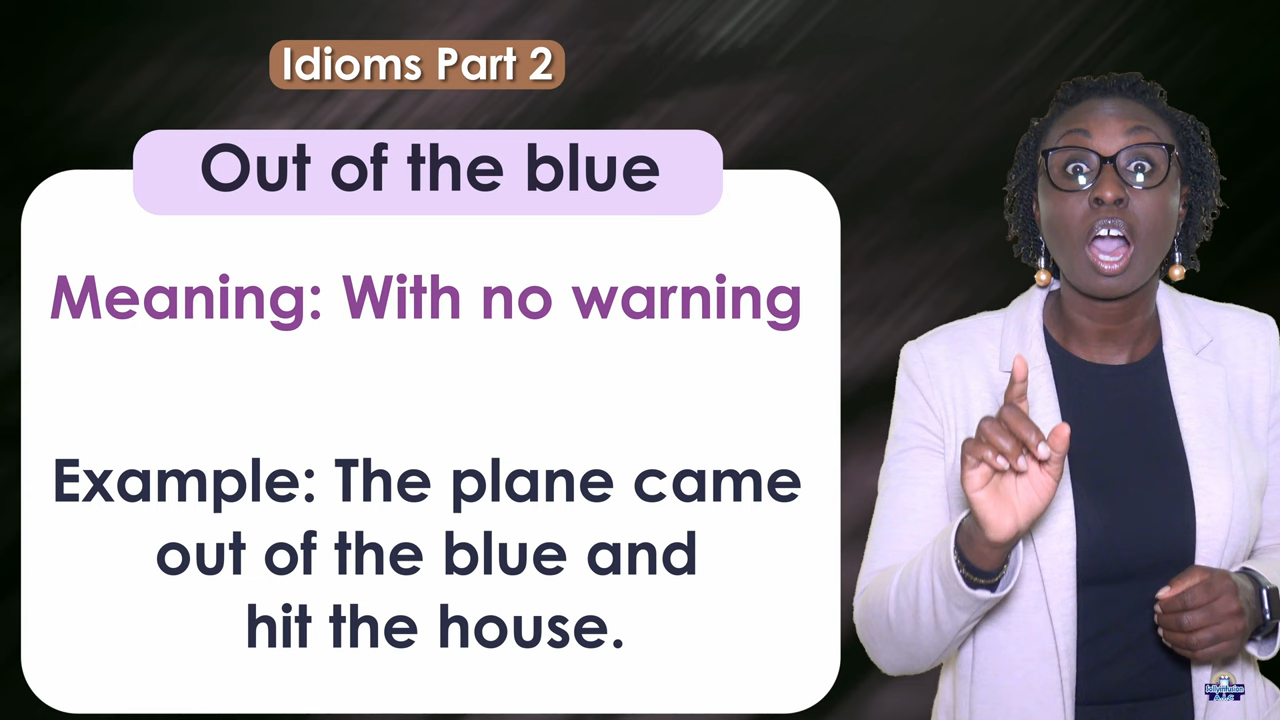 Idioms Part 2
Out of the blue
Meaning: With no warning
Example: The plane came
out of the blue and
hit the house.